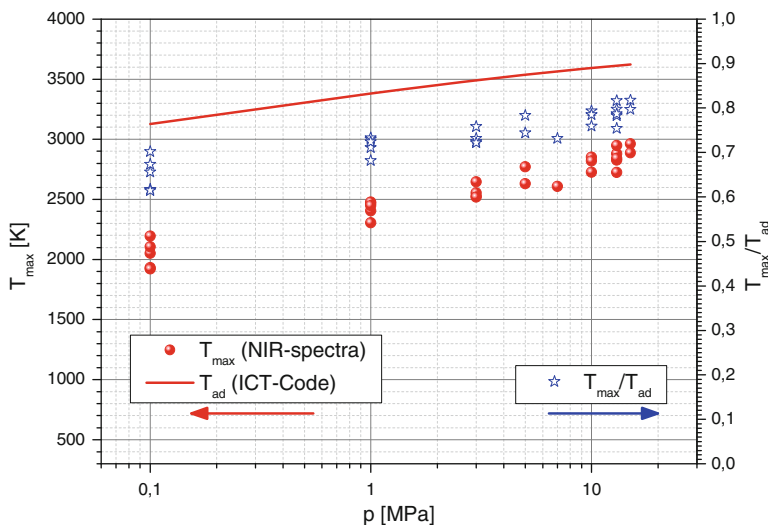 4000
3500
3000
2500
2000
1500
1000
500
T_max [K]
1,0
0,9
0,8
0,7
0,6
0,5
0,4
0,3
0,2
0,1
0,0
T_max/T_ad
T_max (NIR-spectra)
T_ad (ICT-Code)
T_max/T_ad
0,1 1 10
p [MPa]